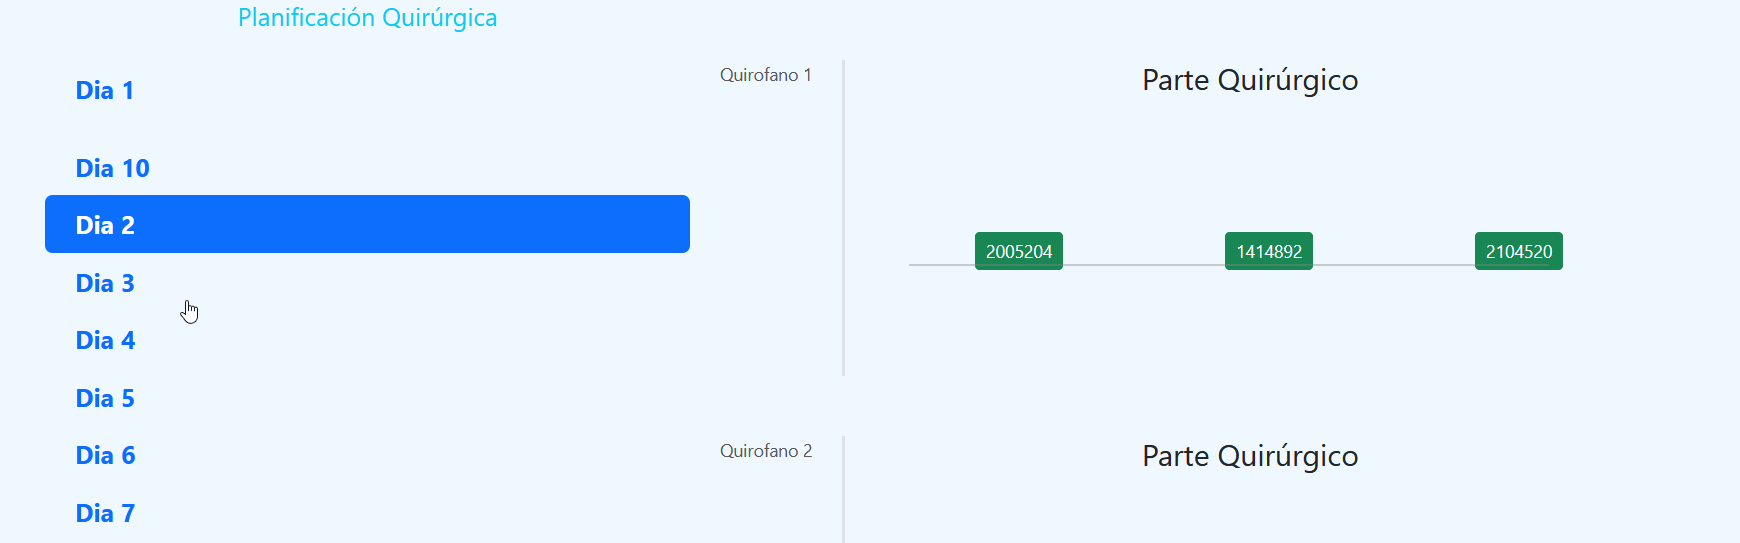 Planificación Quirúrgica
Dia 1
Dia 10
Dia 2
Dia 3
Dia 4
Dia 5
Dia 6
Dia 7
Quirofano 1
Parte Quirúrgico
2005204
1414892
2104520
Quirofano 2
Parte Quirúrgico